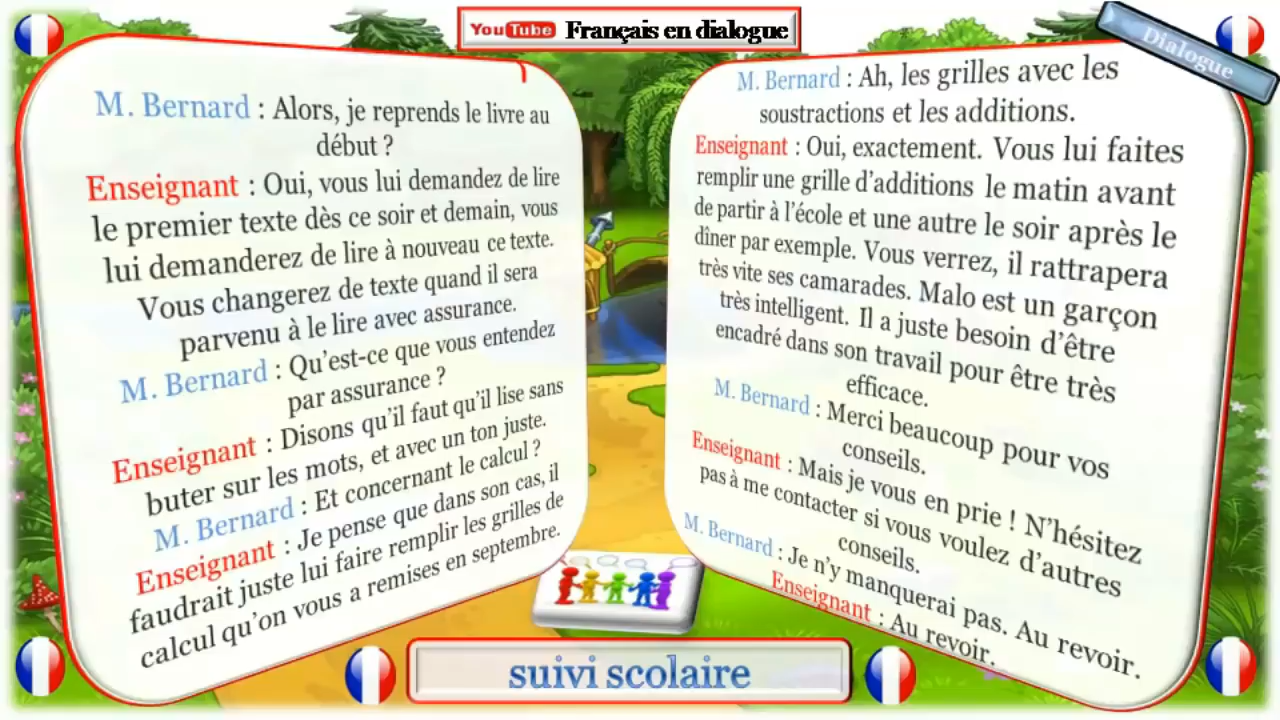 YouTube Français en dialogue
Dialogue
M. Bernard : Alors, je reprends le livre au
début ?
Enseignant : Oui, vous lui demandez de lire
le premier texte dès ce soir et demain, vous
lui demanderez de lire à nouveau ce texte.
Vous changerez de texte quand il sera
parvenu à le lire avec assurance.
M. Bernard : Qu'est-ce que vous entendez
par assurance ?
Enseignant : Disons qu'il faut qu'il lise sans
buter sur les mots, et avec un ton juste.
M. Bernard : Et concernant le calcul ?
Enseignant : Je pense que dans son cas, il
faudrait juste lui faire remplir les grilles de
calcul qu'on vous a remises en septembre.
M. Bernard : Ah, les grilles avec les
soustractions et les additions.
Enseignant : Oui, exactement. Vous lui faites
remplir une grille d'additions le matin avant
de partir à l'école et une autre le soir après le
dîner par exemple. Vous verrez, il rattrapera
très vite ses camarades. Malo est un garçon
très intelligent. Il a juste besoin d'être
encadré dans son travail pour être très
efficace.
M. Bernard : Merci beaucoup pour vos
conseils.
Enseignant : Mais je vous en prie ! N'hésitez
pas à me contacter si vous voulez d'autres
conseils.
M. Bernard : Je n'y manquerai pas. Au revoir.
Enseignant : Au revoir.
suivi scolaire